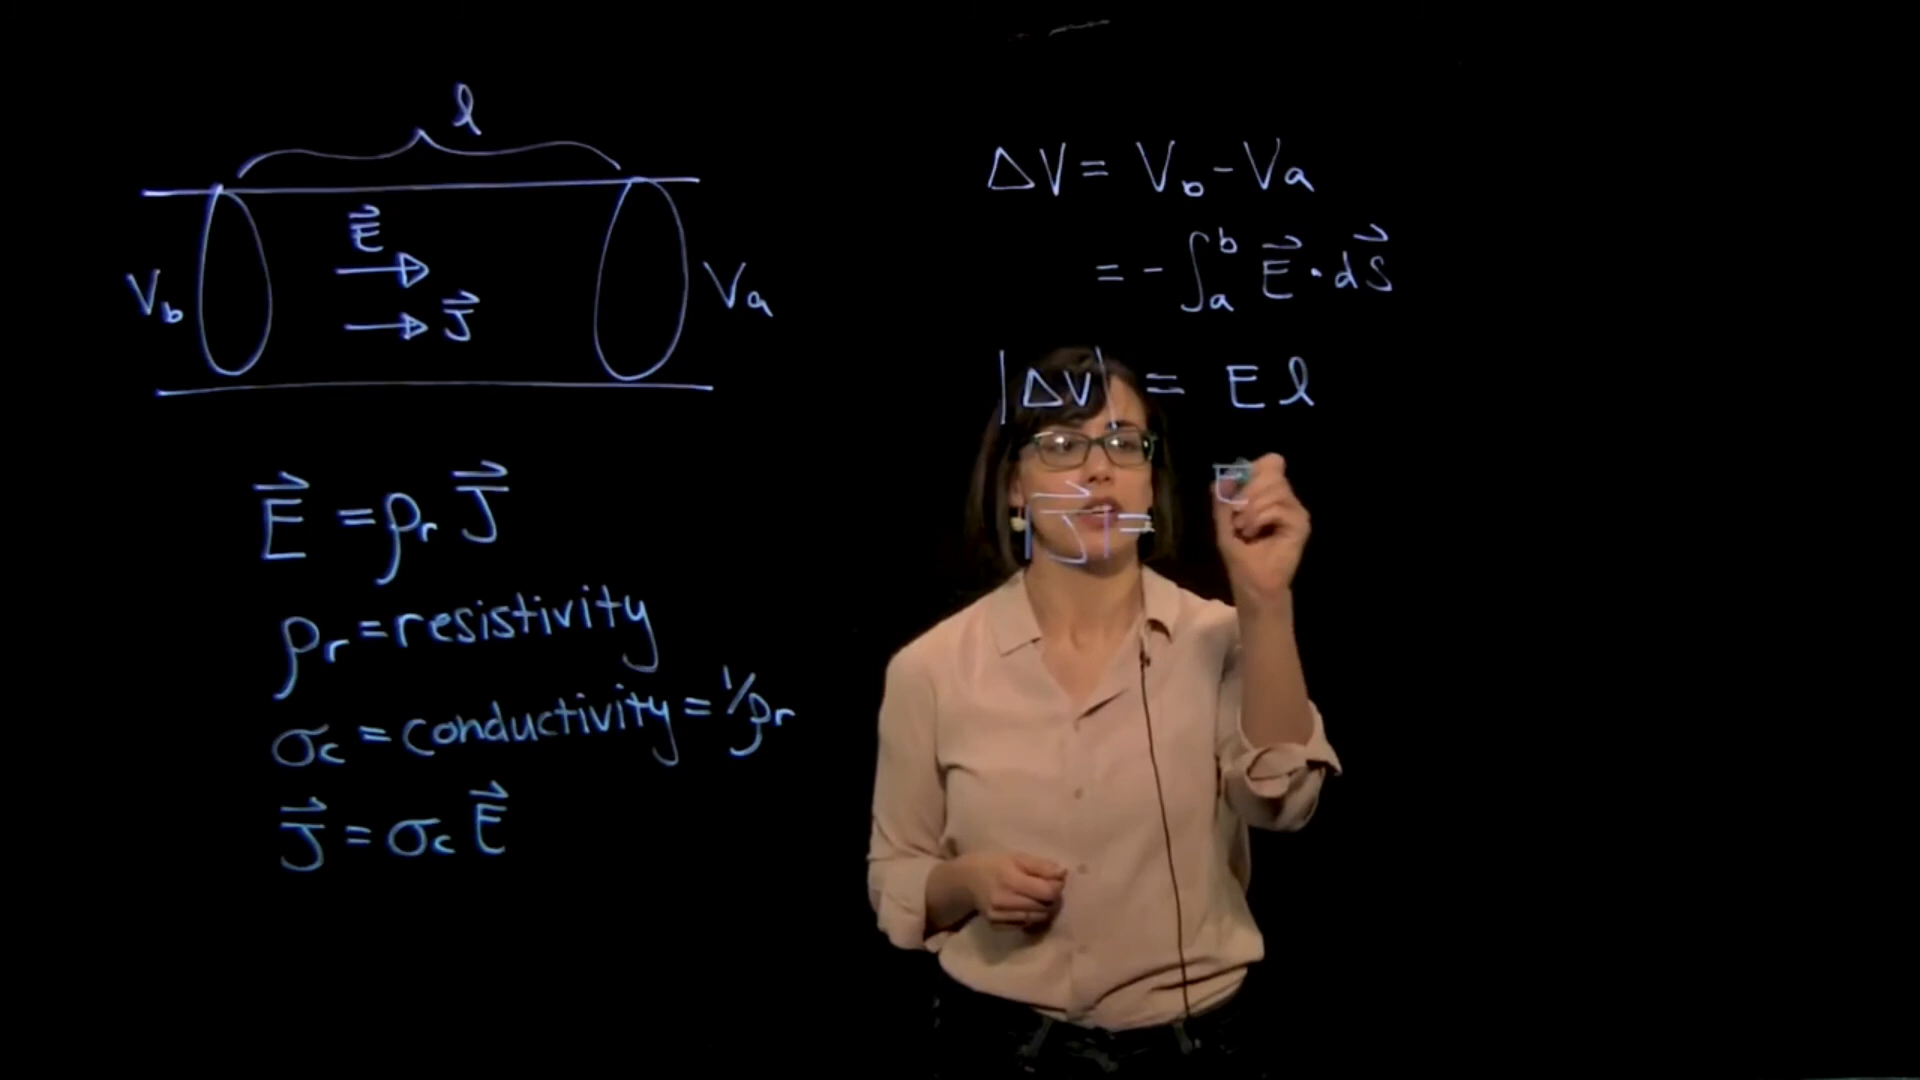 l
V_b
E⃗
J⃗
V_a
E⃗ = ρ_r J⃗
ρ_r = resistivity
σ_c = conductivity = 1/ρ_r
J⃗ = σ_c E⃗
ΔV = V_b - V_a
= - ∫_a^b E⃗ · dS⃗
|ΔV| = E l
|J⃗| = E